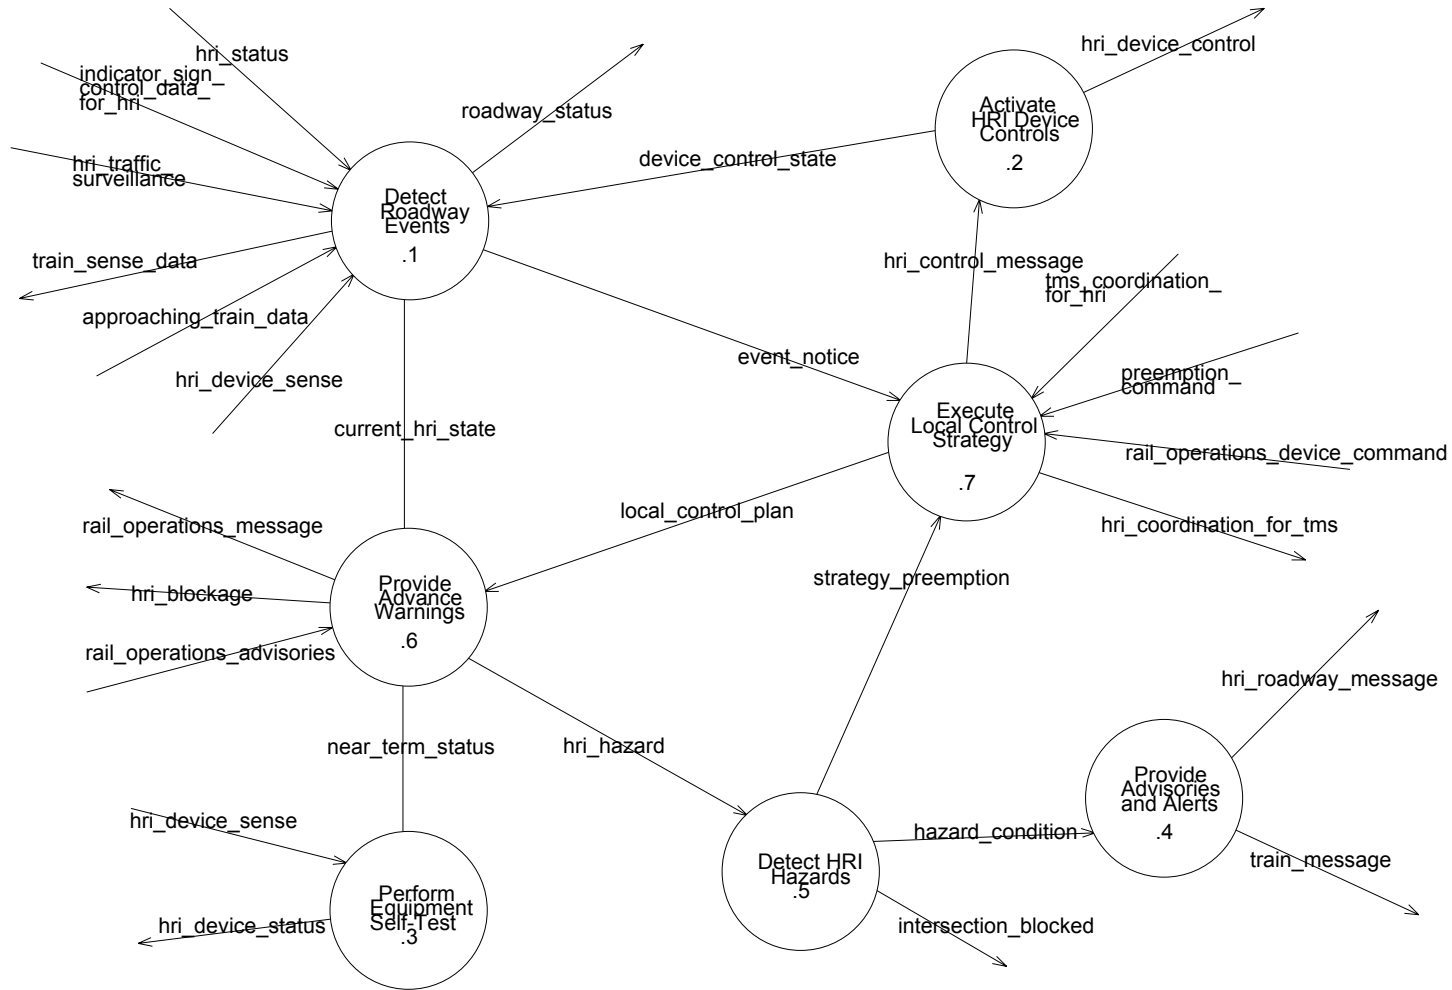 hri_status
indicator_sign_
control_data_
for_hri
hri_traffic_
surveillance
train_sense_data
approaching_train_data
hri_device_sense
roadway_status
Detect
Roadway
Events
.1
device_control_state
hri_device_control
Activate
HRI Device
Controls
.2
hri_control_message
tms_coordination_
for_hri
event_notice
preemption_
command
Execute
Local Control
Strategy
.7
rail_operations_device_command
hri_coordination_for_tms
current_hri_state
local_control_plan
rail_operations_message
hri_blockage
rail_operations_advisories
Provide
Advance
Warnings
.6
strategy_preemption
near_term_status
hri_hazard
hri_roadway_message
Provide
Advisories
and Alerts
.4
train_message
hazard_condition
Detect HRI
Hazards
.5
intersection_blocked
hri_device_sense
hri_device_status
Perform
Equipment
Self-Test
.3